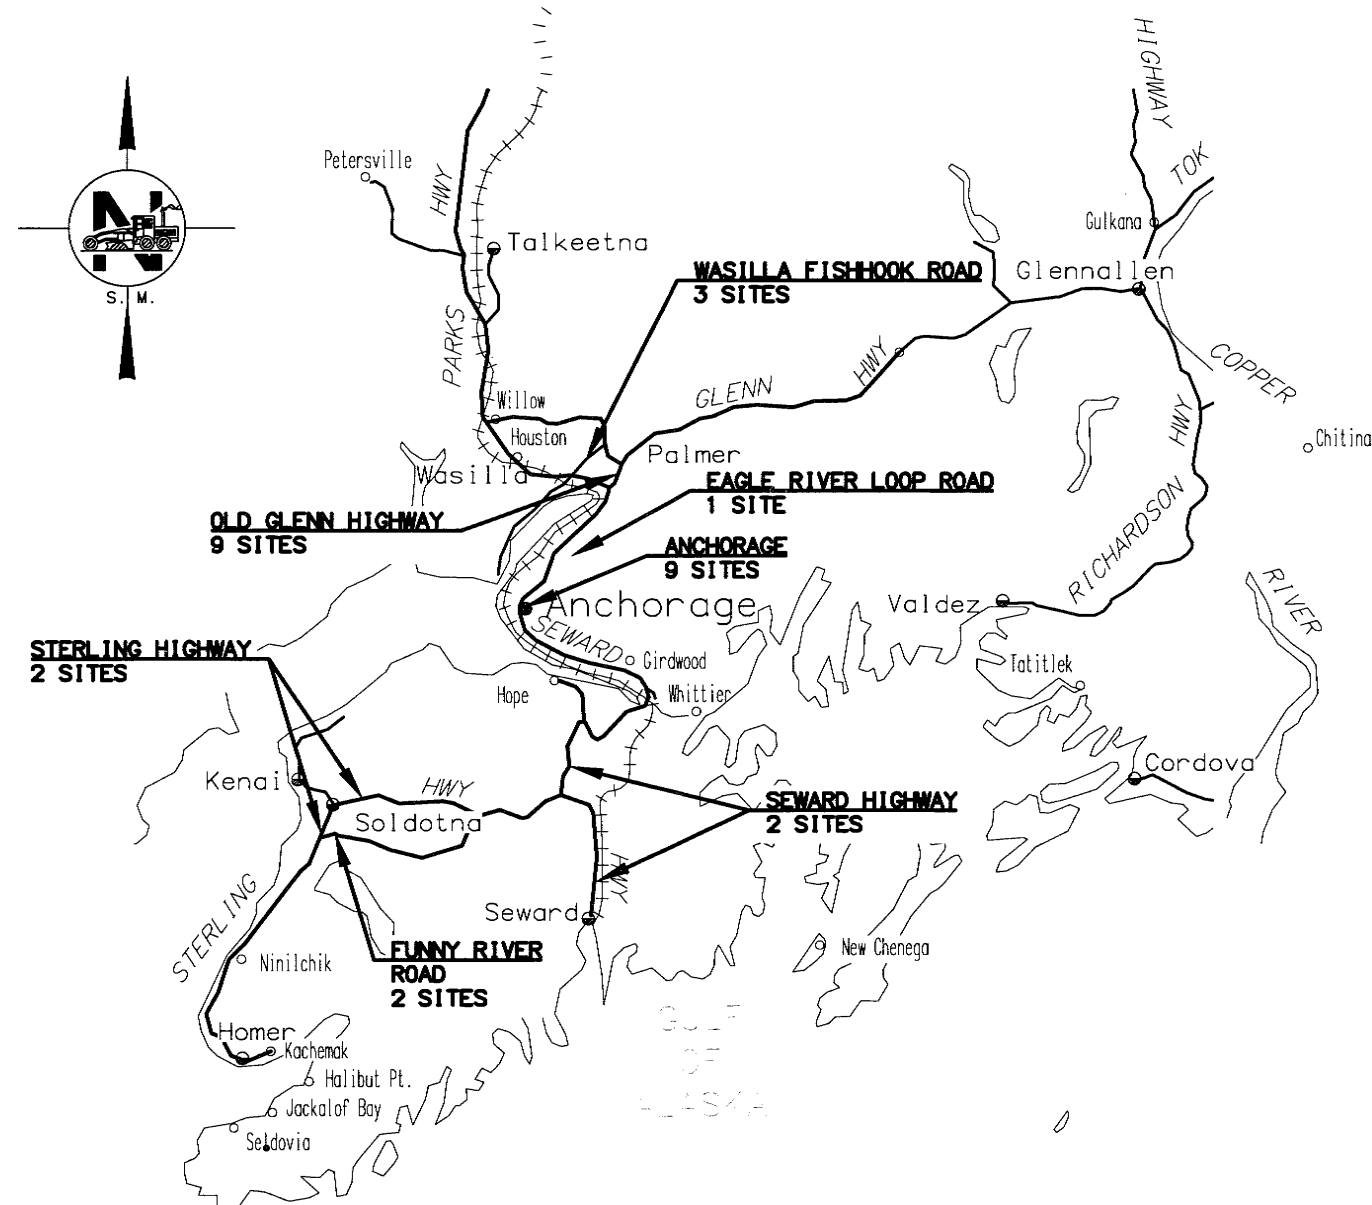 HIGHWAY
TOK
Petersville
HWY
Gulkana
Talkeetna
N
S. M.
WASILLA FISHHOOK ROAD
3 SITES
Glennallen
PARKS
HWY
COPPER
GLENN
Willow
HWY
Houston
Chitina
Palmer
Wasilla
EAGLE RIVER LOOP ROAD
1 SITE
OLD GLENN HIGHWAY
9 SITES
RICHARDSON
ANCHORAGE
9 SITES
RIVER
Anchorage
Valdez
SEWARD
STERLING HIGHWAY
2 SITES
Girdwood
Tatitlek
Hope
Whittier
Cordova
Kenai
HWY
SEWARD HIGHWAY
2 SITES
Soldotna
HWY
STERLING
Seward
FUNNY RIVER
ROAD
2 SITES
New Chenega
Ninilchik
GULF
OF
ALASKA
Homer
Kachemak
Halibut Pt.
Jackalof Bay
Seldovia